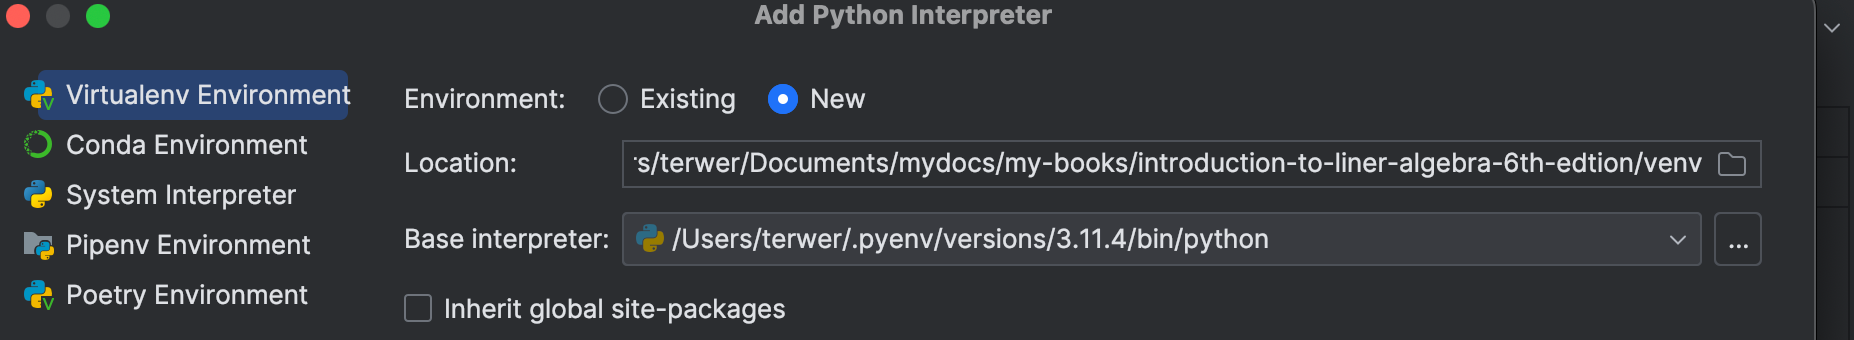 Add Python Interpreter
Virtualenv Environment
Conda Environment
System Interpreter
Pipenv Environment
Poetry Environment
Environment: Existing New
Location: s/terwer/Documents/mydocs/my-books/introduction-to-liner-algebra-6th-edtion/venv
Base interpreter: /Users/terwer/.pyenv/versions/3.11.4/bin/python ...
Inherit global site-packages